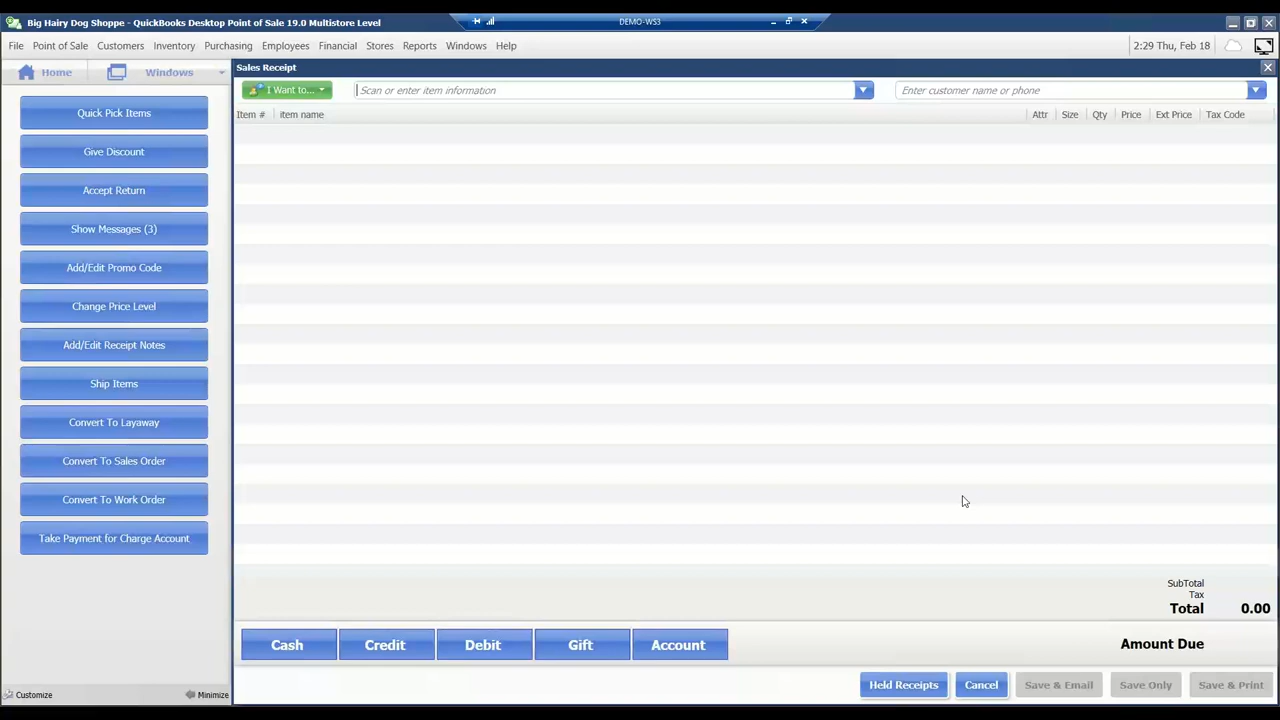 Big Hairy Dog Shoppe - QuickBooks Desktop Point of Sale 19.0 Multistore Level
DEMO-WS3
File Point of Sale Customers Inventory Purchasing Employees Financial Stores Reports Windows Help
2:29 Thu, Feb 18
Home Windows
Sales Receipt
I Want to... Scan or enter item information Enter customer name or phone
Item # Item name Attr Size Qty Price Ext Price Tax Code
Quick Pick Items
Give Discount
Accept Return
Show Messages (3)
Add/Edit Promo Code
Change Price Level
Add/Edit Receipt Notes
Ship Items
Convert To Layaway
Convert To Sales Order
Convert To Work Order
Take Payment for Charge Account
SubTotal
Tax
Total 0.00
Cash Credit Debit Gift Account Amount Due
Held Receipts Cancel Save & Email Save Only Save & Print
Customize Minimize